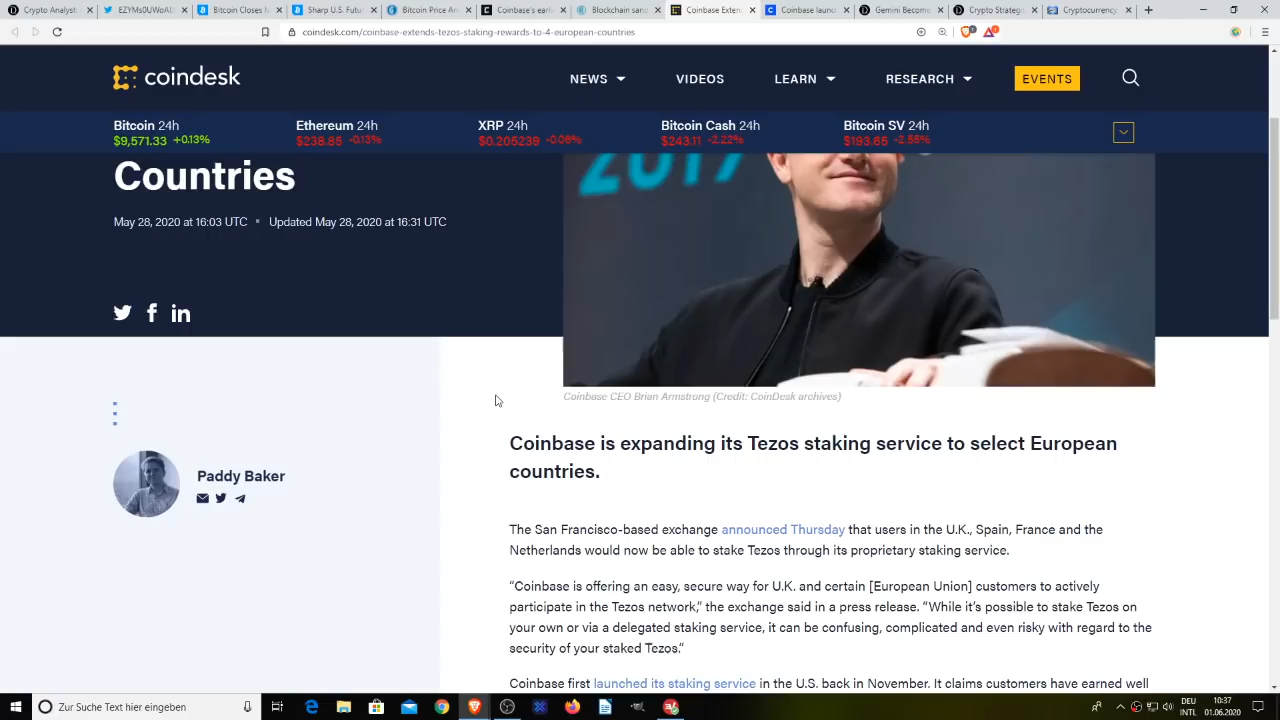 Crypto Analyst
EZYMs0UWoAI
Bitcoin Closes
Sharp U.S. Futur
Bitcoin Price An
Coinbase's earn
Blockchain sand
Coinbase Exten
Coinbase launc
Gemini Become
Crypto Strateg
Cryptocurrency
coindesk.com/coinbase-extends-tezos-staking-rewards-to-4-european-countries
coindesk
NEWS
VIDEOS
LEARN
RESEARCH
EVENTS
Bitcoin 24h
$9,571.33 +0.13%
Ethereum 24h
$238.85 -0.13%
XRP 24h
$0.205239 -0.08%
Bitcoin Cash 24h
$243.11 -2.22%
Bitcoin SV 24h
$193.65 -2.55%
2017
Countries
May 28, 2020 at 16:03 UTC • Updated May 28, 2020 at 16:31 UTC
Coinbase CEO Brian Armstrong (Credit: CoinDesk archives)
Paddy Baker
Coinbase is expanding its Tezos staking service to select European
countries.
The San Francisco-based exchange announced Thursday that users in the U.K., Spain, France and the
Netherlands would now be able to stake Tezos through its proprietary staking service.
“Coinbase is offering an easy, secure way for U.K. and certain [European Union] customers to actively
participate in the Tezos network,” the exchange said in a press release. “While it’s possible to stake Tezos on
your own or via a delegated staking service, it can be confusing, complicated and even risky with regard to the
security of your staked Tezos.”
Coinbase first launched its staking service in the U.S. back in November. It claims customers have earned well
Zur Suche Text hier eingeben
DEU
INTL
10:37
01.06.2020